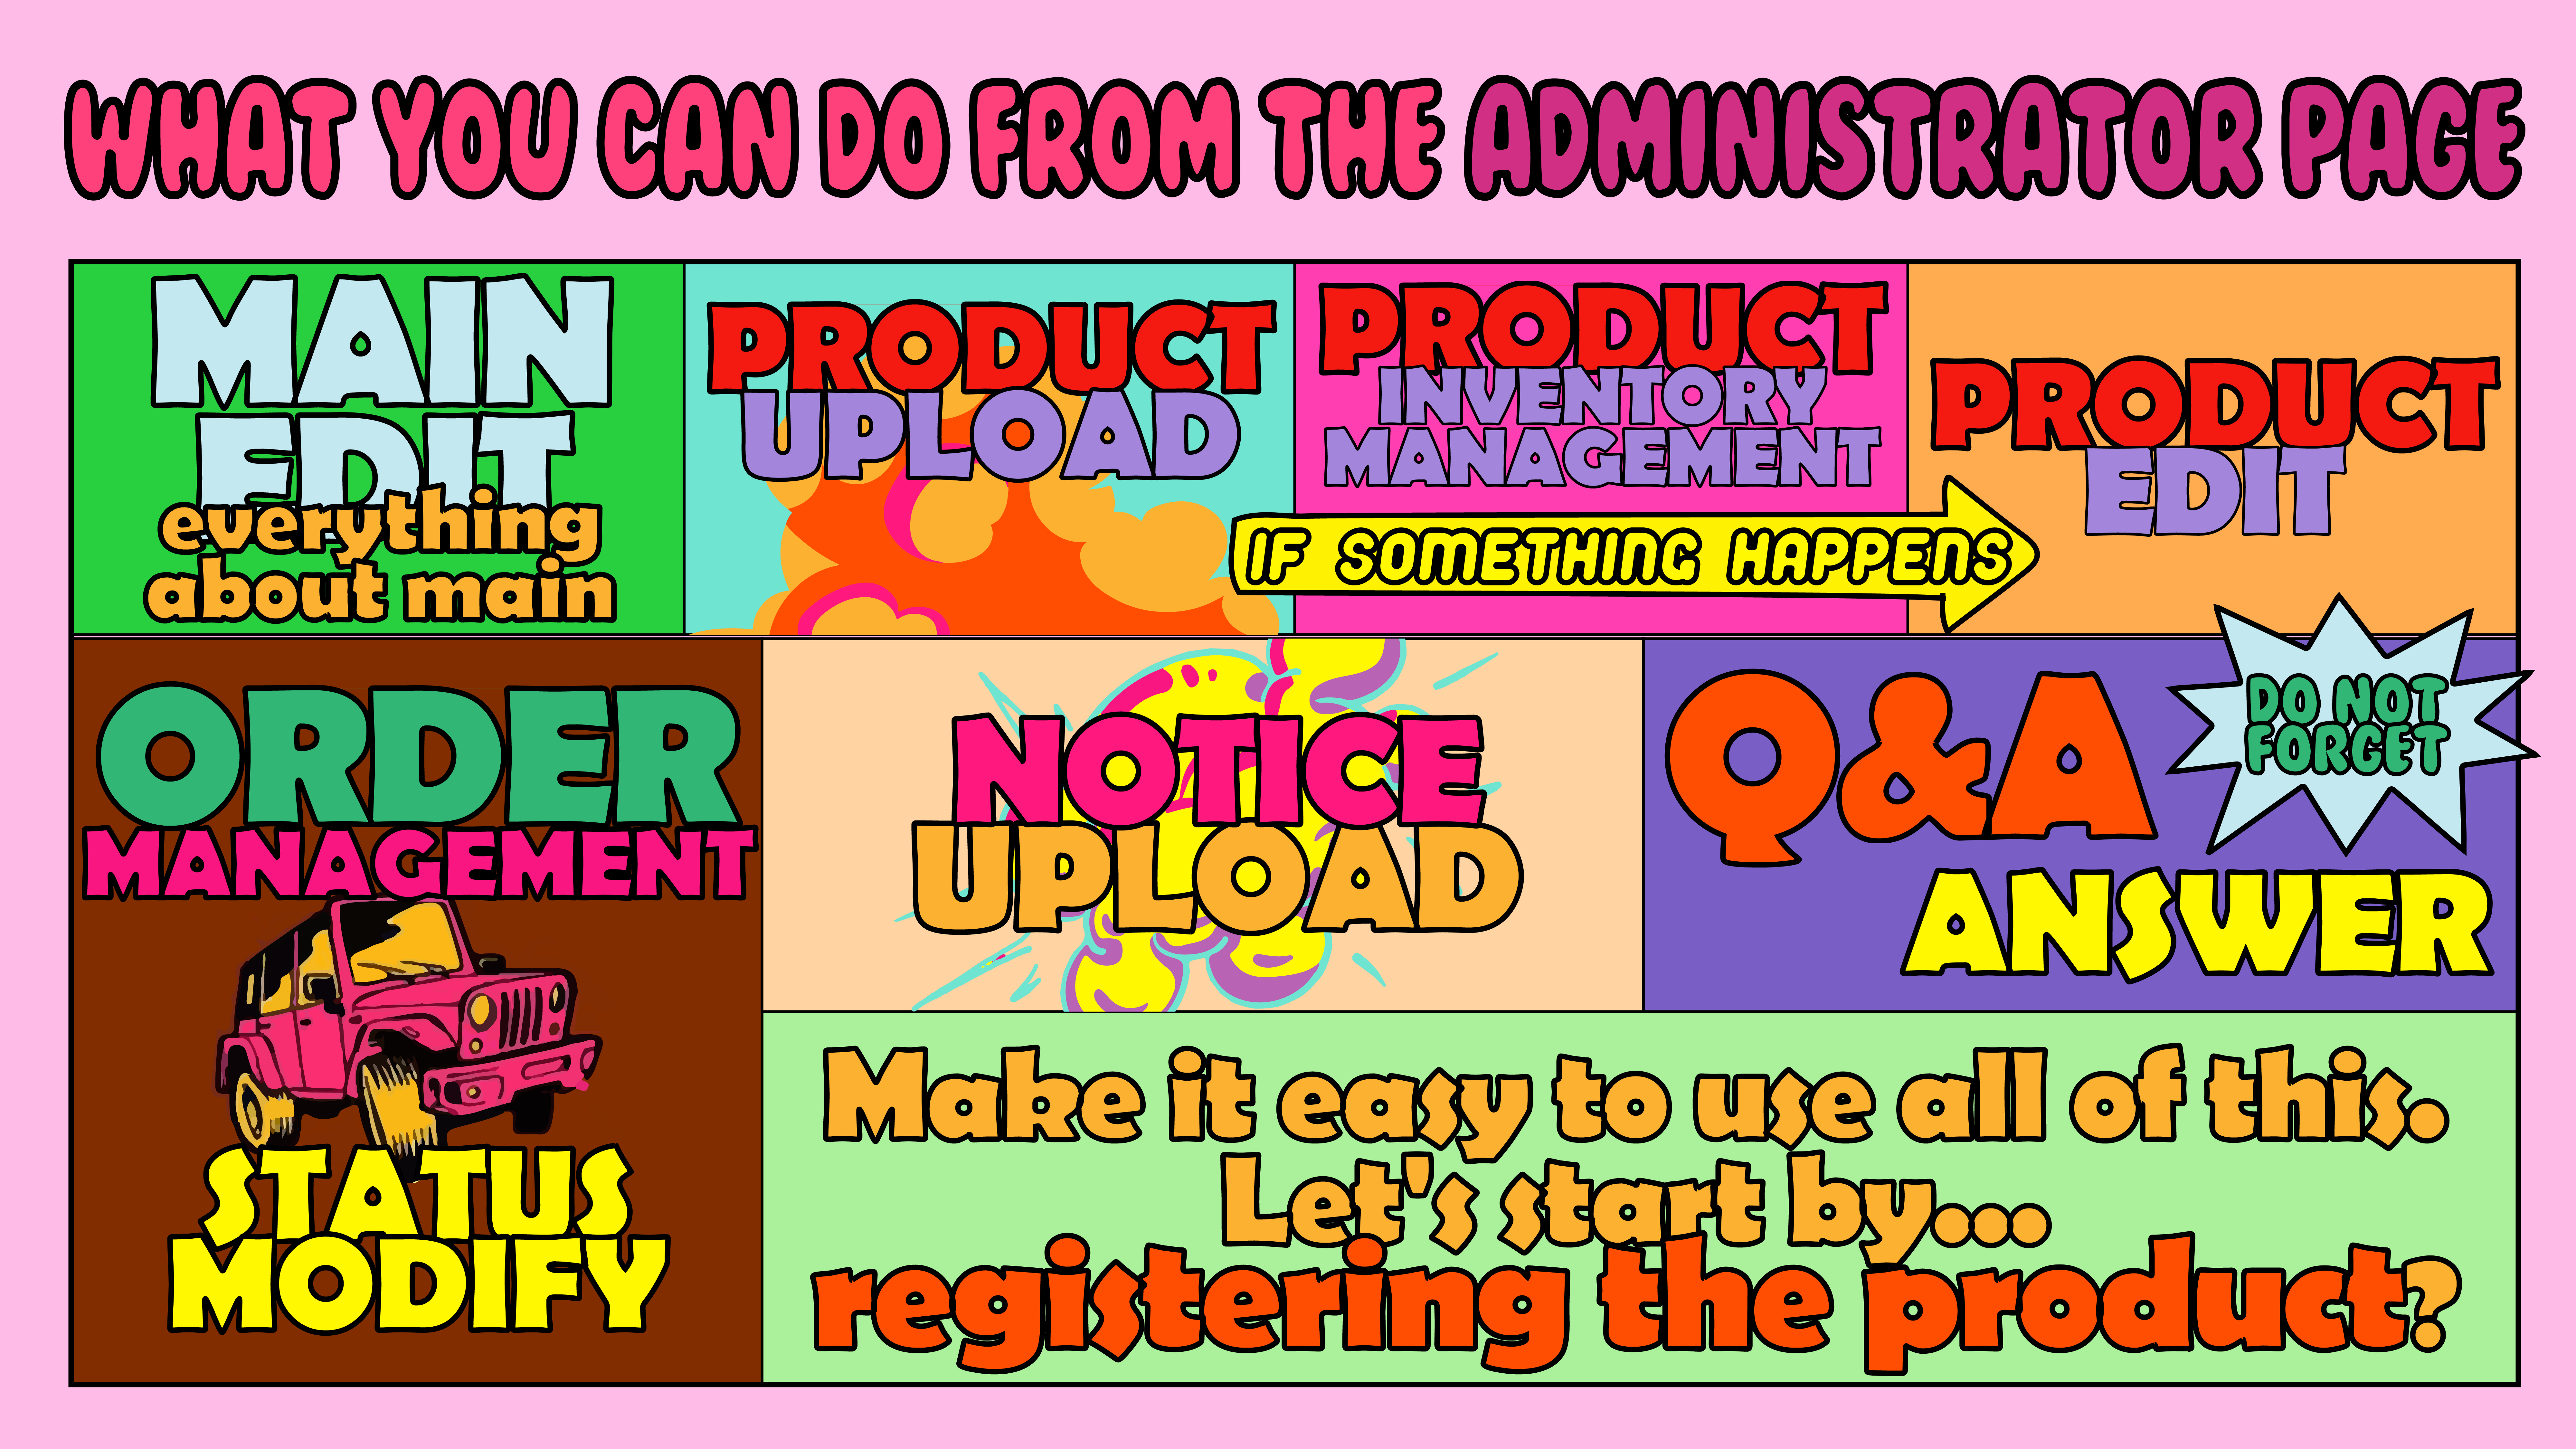 WHAT YOU CAN DO FROM THE ADMINISTRATOR PAGE
MAIN
EDIT
everything
about main
PRODUCT
UPLOAD
PRODUCT
INVENTORY
MANAGEMENT
IF SOMETHING HAPPENS
PRODUCT
EDIT
ORDER
MANAGEMENT
STATUS
MODIFY
NOTICE
UPLOAD
Q&A
DO NOT
FORGET
ANSWER
Make it easy to use all of this.
Let's start by...
registering the product?